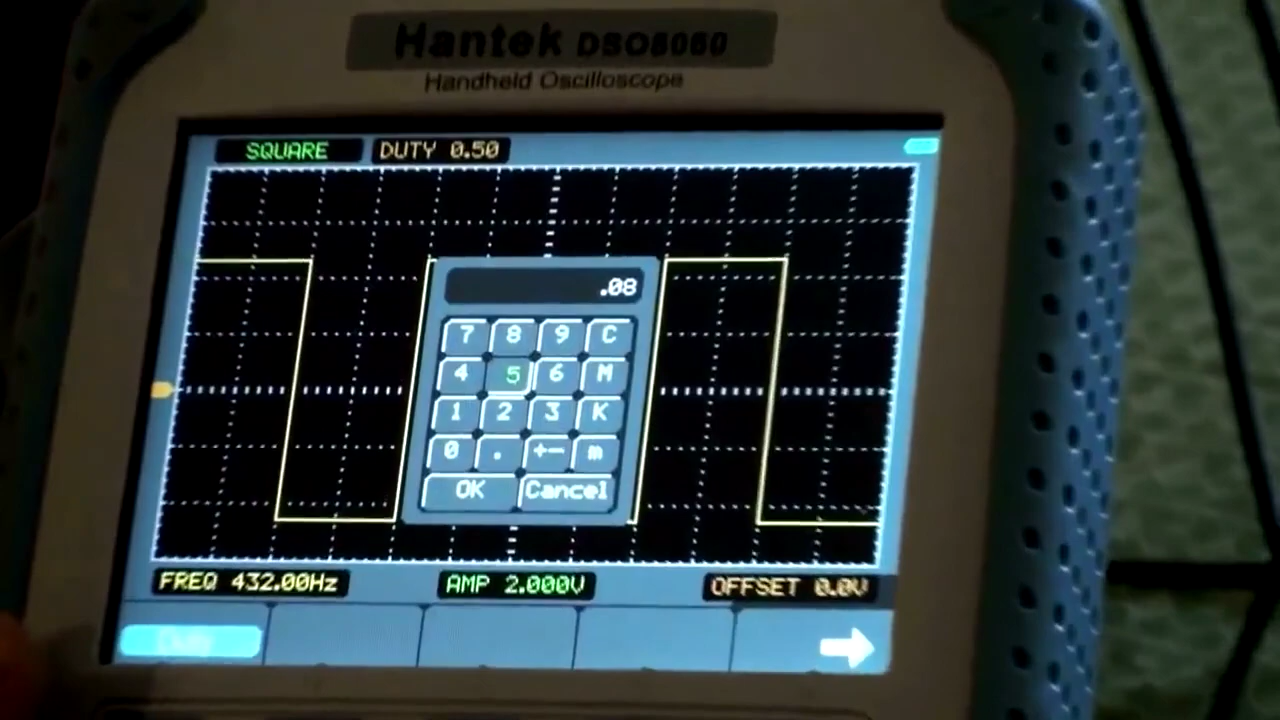 Hantek DSO8060
Handheld Oscilloscope
SQUARE DUTY 0.50
.08
7 8 9 C
4 5 6 M
1 2 3 K
0 . +- m
OK Cancel
FREQ 432.00Hz AMP 2.000V OFFSET 0.0V
Duty